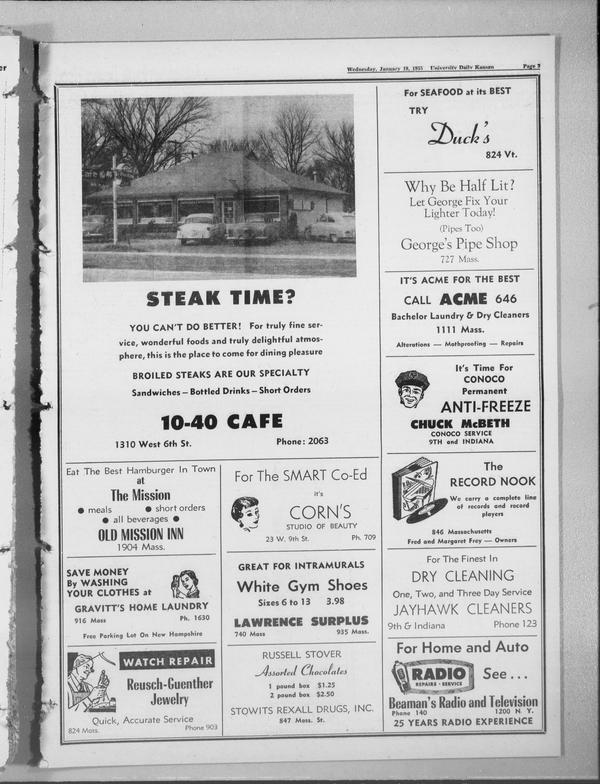 er
Wednesday, January 19, 1955 University Daily Kansan Page 7
STEAK TIME?
YOU CAN'T DO BETTER! For truly fine ser-
vice, wonderful foods and truly delightful atmos-
phere, this is the place to come for dining pleasure
BROILED STEAKS ARE OUR SPECIALTY
Sandwiches — Bottled Drinks — Short Orders
10-40 CAFE
1310 West 6th St. Phone: 2063
For SEAFOOD at its BEST
TRY
Duck's
824 Vt.
Why Be Half Lit?
Let George Fix Your
Lighter Today!
(Pipes Too)
George's Pipe Shop
727 Mass.
IT'S ACME FOR THE BEST
CALL ACME 646
Bachelor Laundry & Dry Cleaners
1111 Mass.
Alterations — Mothproofing — Repairs
It's Time For
CONOCO
Permanent
ANTI-FREEZE
CHUCK McBETH
CONOCO SERVICE
9TH and INDIANA
The
RECORD NOOK
We carry a complete line
of records and record
players
846 Massachusetts
Fred and Margaret Frey — Owners
For The Finest In
DRY CLEANING
One, Two, and Three Day Service
JAYHAWK CLEANERS
9th & Indiana Phone 123
For Home and Auto
RADIO
REPAIRS - SERVICE
See . . .
Beaman's Radio and Television
Phone 140 1200 N. Y.
25 YEARS RADIO EXPERIENCE
Eat The Best Hamburger In Town
at
The Mission
● meals ● short orders
● all beverages ●
OLD MISSION INN
1904 Mass.
SAVE MONEY
By WASHING
YOUR CLOTHES at
GRAVITT'S HOME LAUNDRY
916 Mass Ph. 1630
Free Parking Lot On New Hampshire
WATCH REPAIR
Reusch-Guenther
Jewelry
Quick, Accurate Service
824 Mass. Phone 903
For The SMART Co-Ed
it's
CORN'S
STUDIO OF BEAUTY
23 W. 9th St. Ph. 709
GREAT FOR INTRAMURALS
White Gym Shoes
Sizes 6 to 13 3.98
LAWRENCE SURPLUS
740 Mass 935 Mass.
RUSSELL STOVER
Assorted Chocolates
1 pound box $1.25
2 pound box $2.50
STOWITS REXALL DRUGS, INC.
847 Mass. St.